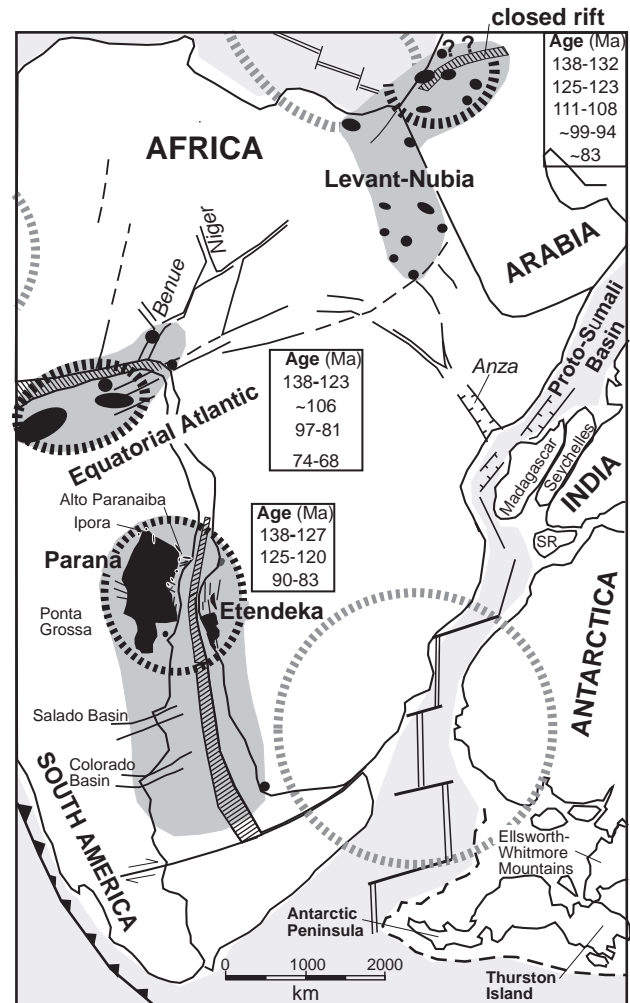 closed rift
? ?
Age (Ma)
138-132
125-123
111-108
~99-94
~83
AFRICA
Levant-Nubia
ARABIA
Niger
Benue
Proto-Sumali
Basin
Anza
Age (Ma)
138-123
~106
97-81
74-68
Equatorial Atlantic
Madagascar
Seychelles
INDIA
SR
Alto Paranaiba
Ipora
Parana
Age (Ma)
138-127
125-120
90-83
Etendeka
Ponta
Grossa
ANTARCTICA
Salado Basin
Colorado
Basin
SOUTH AMERICA
Ellsworth-
Whitmore
Mountains
Antarctic
Peninsula
Thurston
Island
0 1000 2000
km